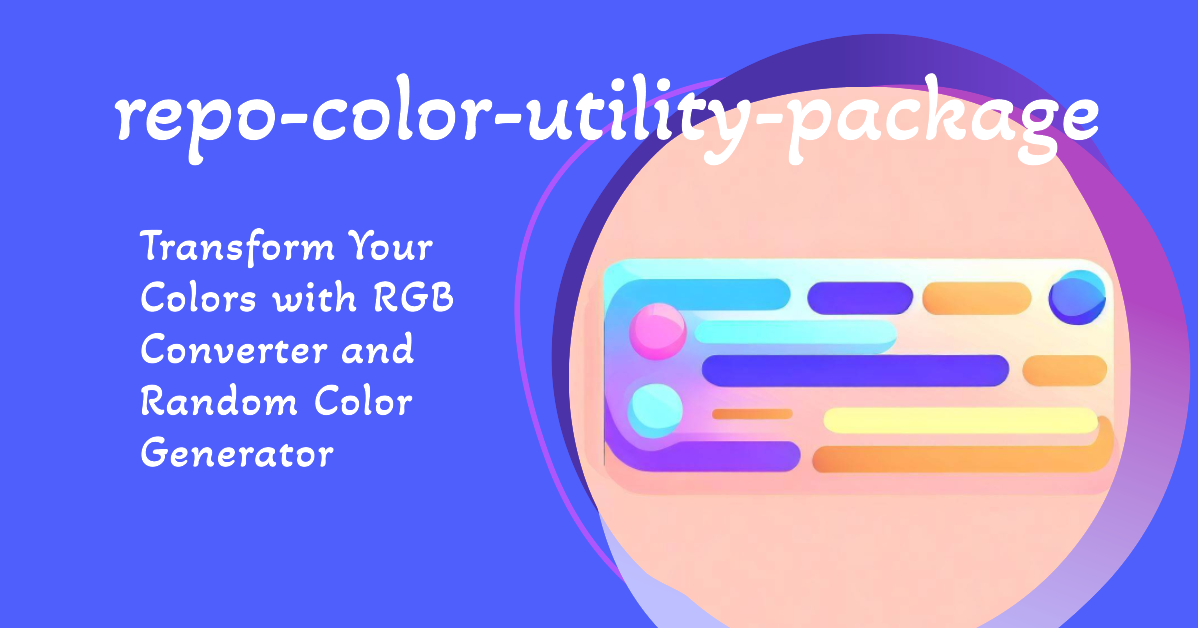 repo-color-utility-package
Transform Your
Colors with RGB
Converter and
Random Color
Generator